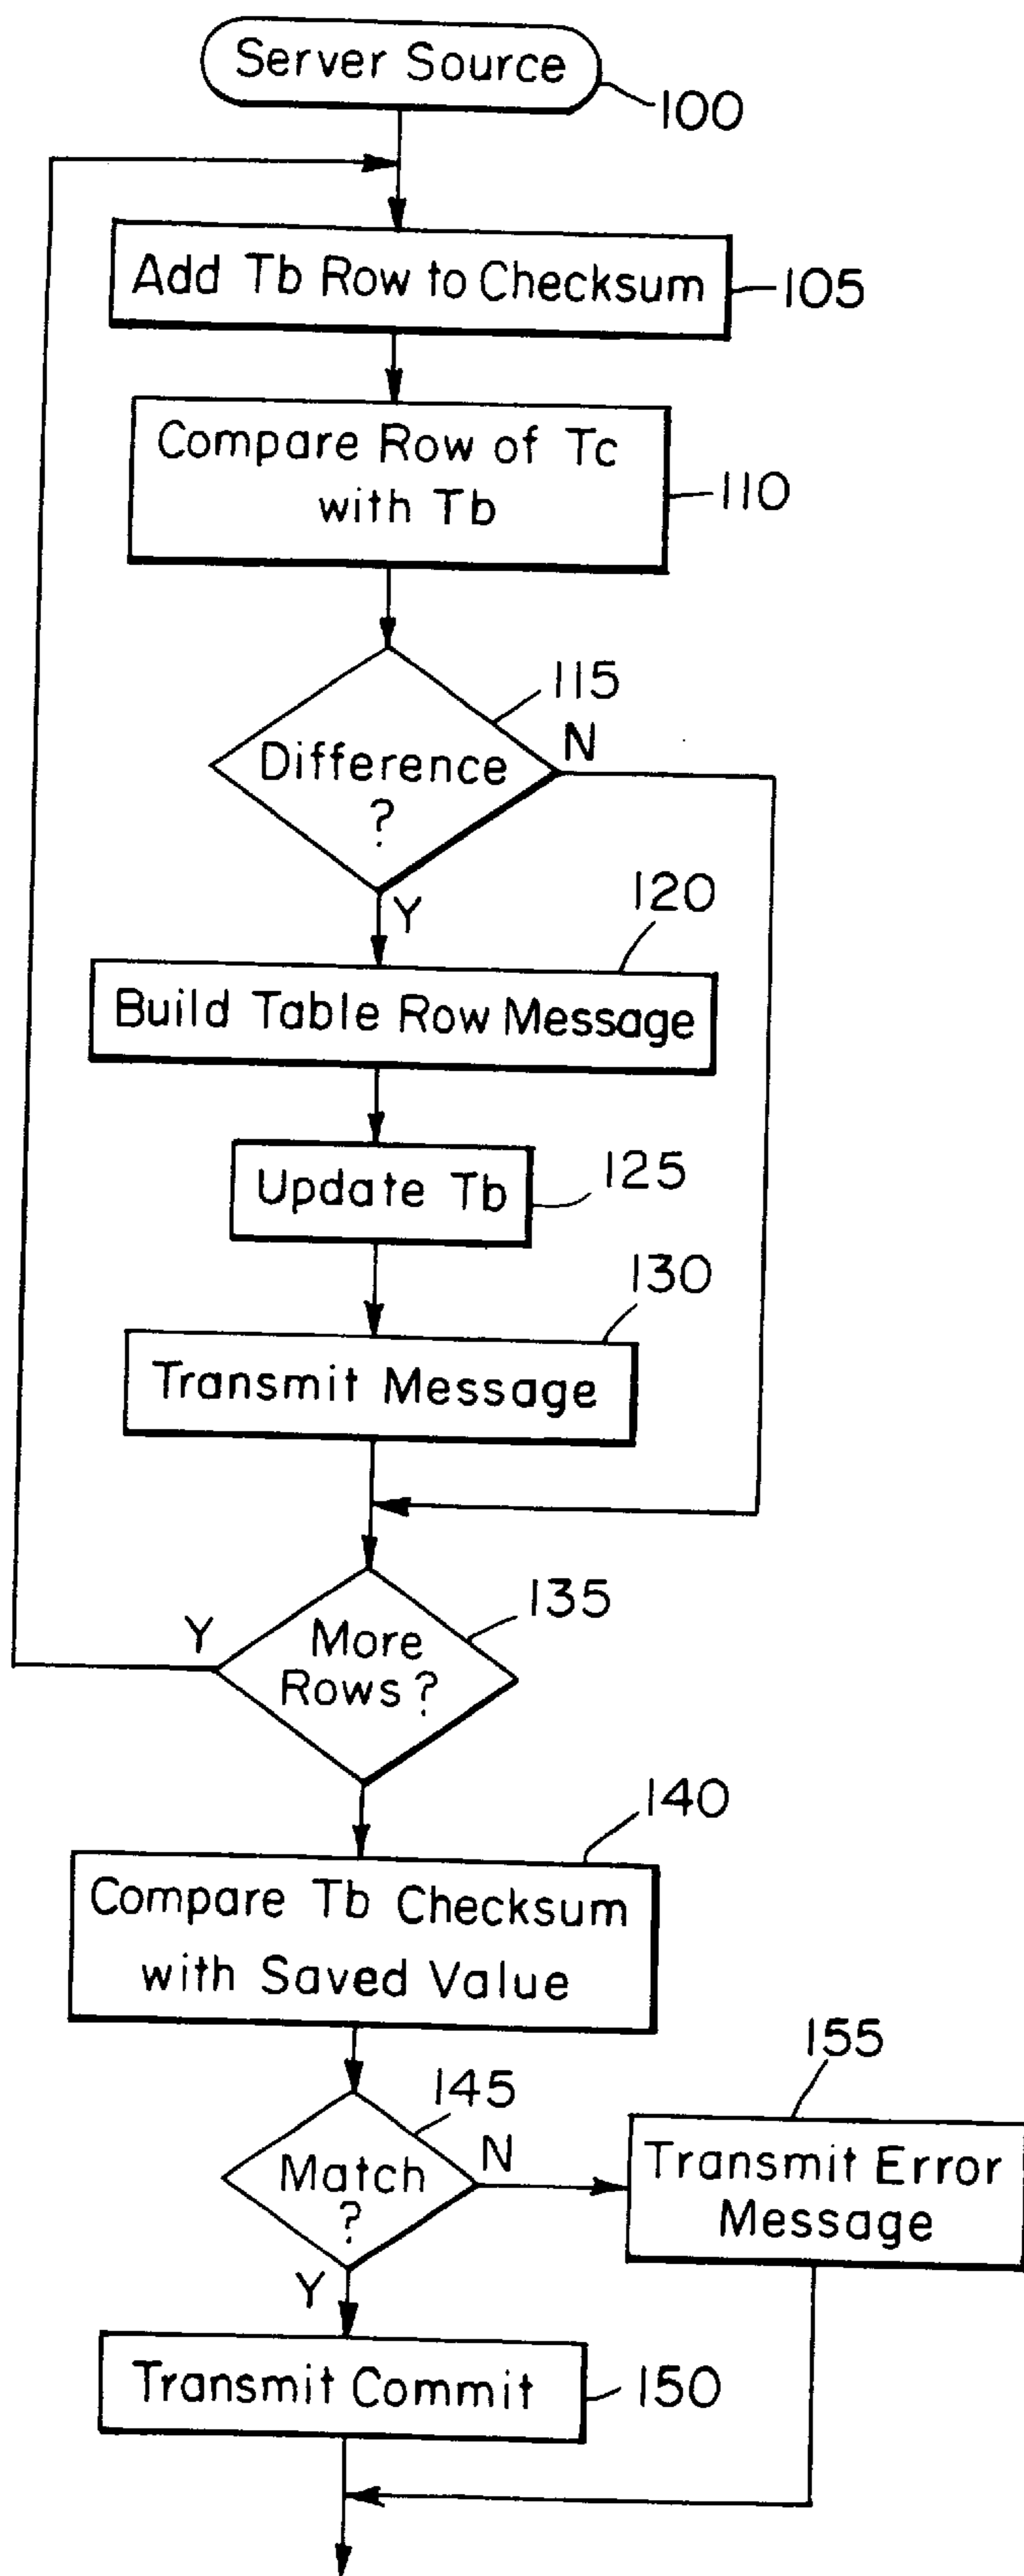 Server Source
100
Add Tb Row to Checksum
105
Compare Row of Tc
with Tb
110
115
Difference
?
N
Y
120
Build Table Row Message
Update Tb
125
130
Transmit Message
135
Y
More
Rows?
140
Compare Tb Checksum
with Saved Value
155
145
Match
?
N
Transmit Error
Message
Y
Transmit Commit
150